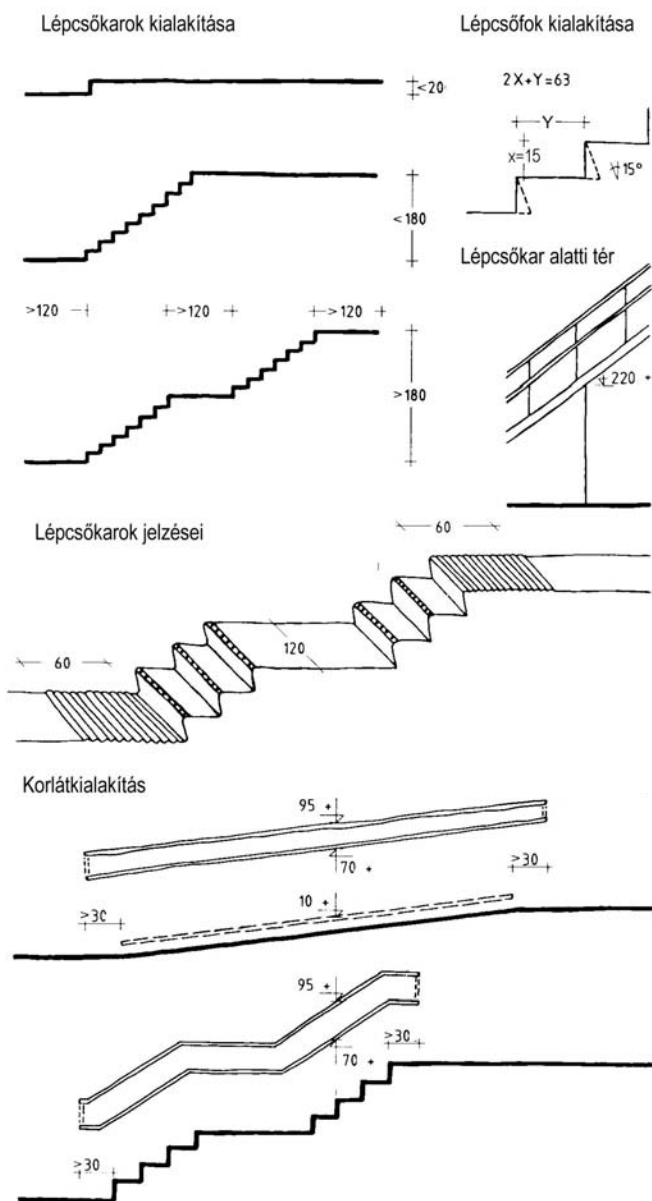 Lépcsőkarok kialakítása
<20
<180
>120 >120 >120
>180
Lépcsőfok kialakítása
2X+Y=63
Y
x=15
15°
Lépcsőkar alatti tér
220 +
Lépcsőkarok jelzései
60
120
60
Korlátkialakítás
95 +
70 +
>30
>30
10 +
95 +
70 +
>30
>30